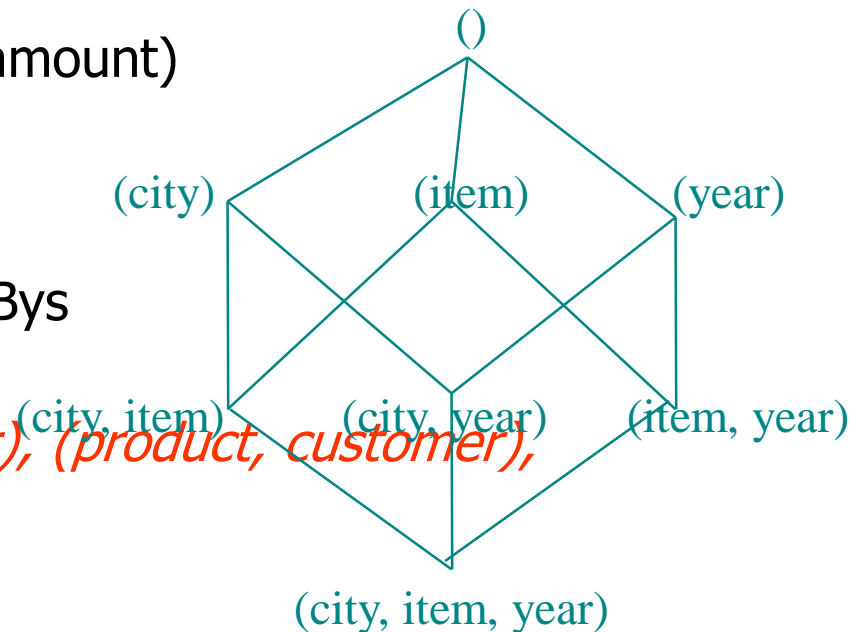 ()
amount)
(city) (item) (year)
Bys
(city, item) (city, year) (item, year)
), (product, customer),
(city, item, year)